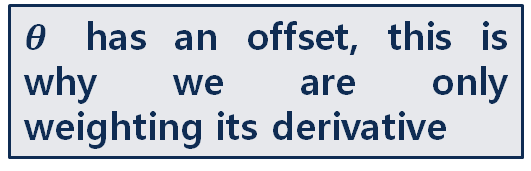 θ has an offset, this is
why we are only
weighting its derivative